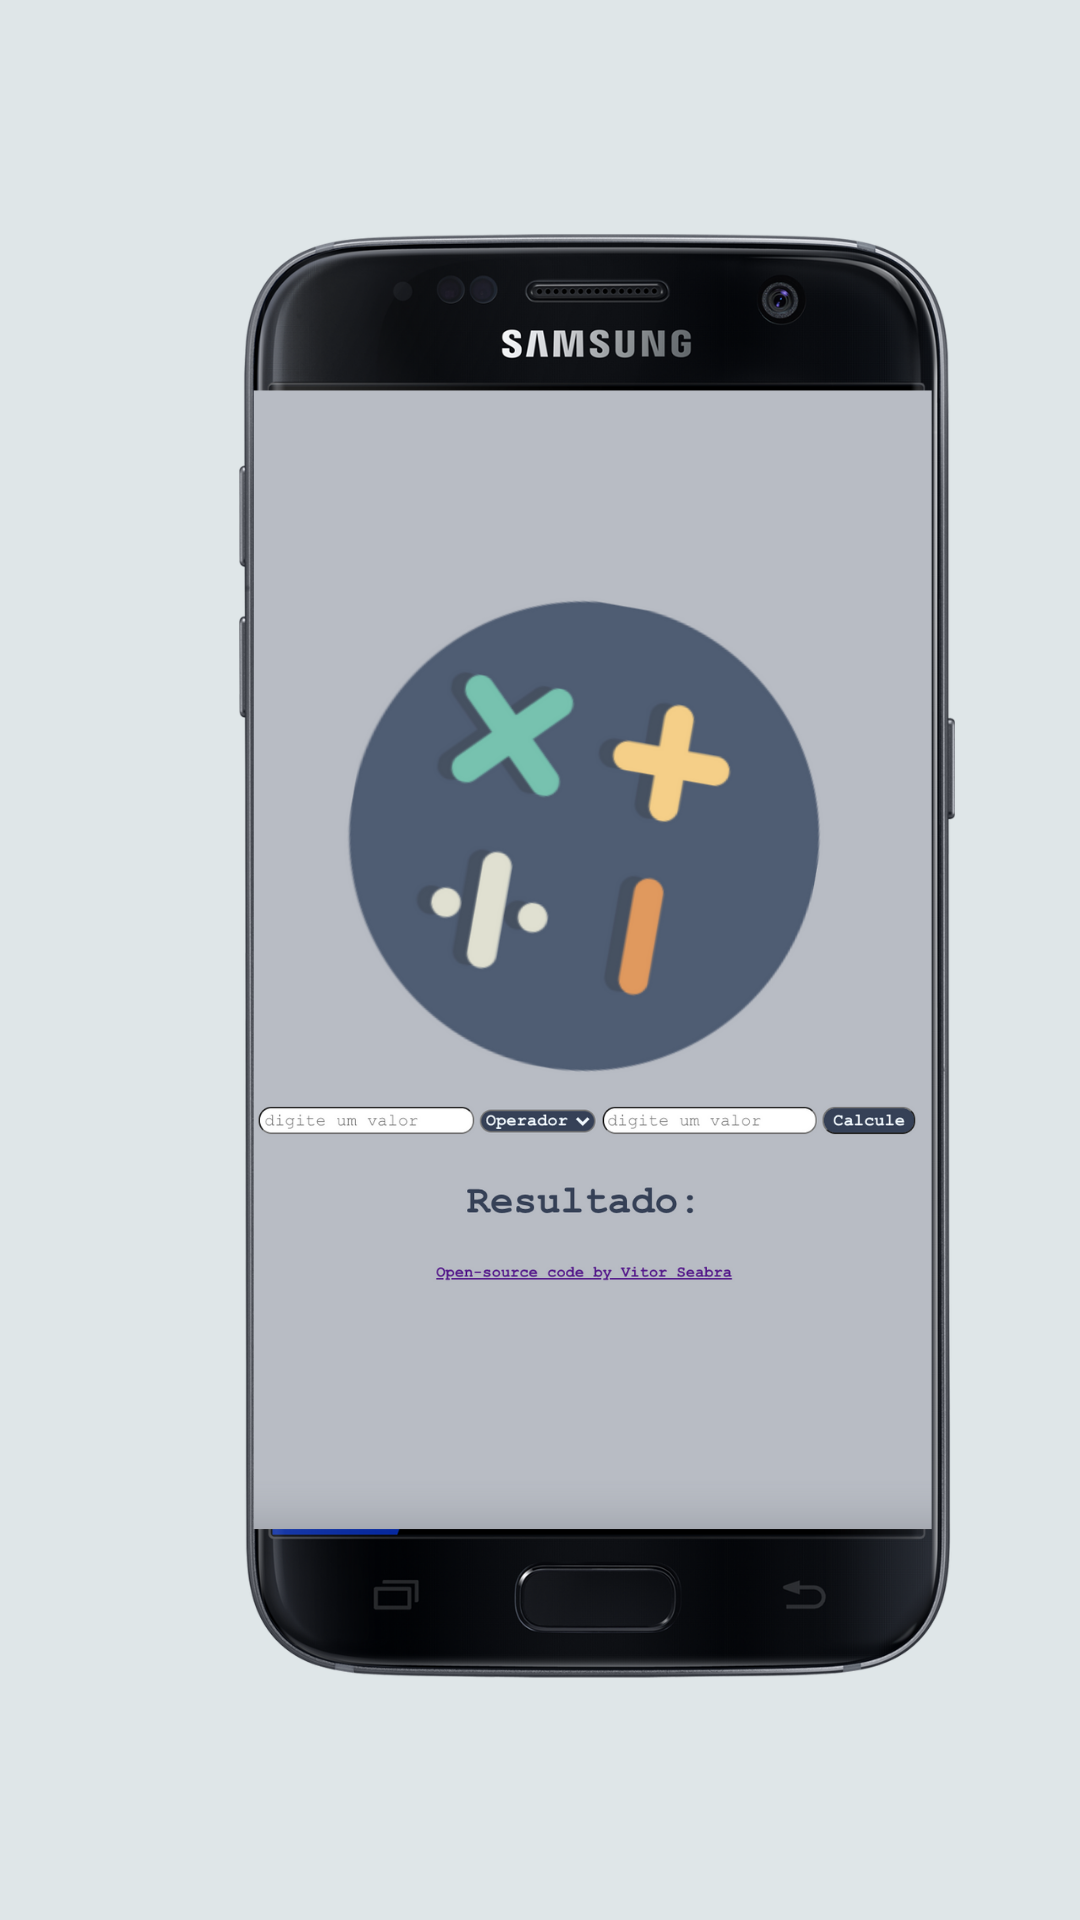 SAMSUNG
digite um valor Operador digite um valor Calcule
Resultado:
Open-source code by Vitor Seabra